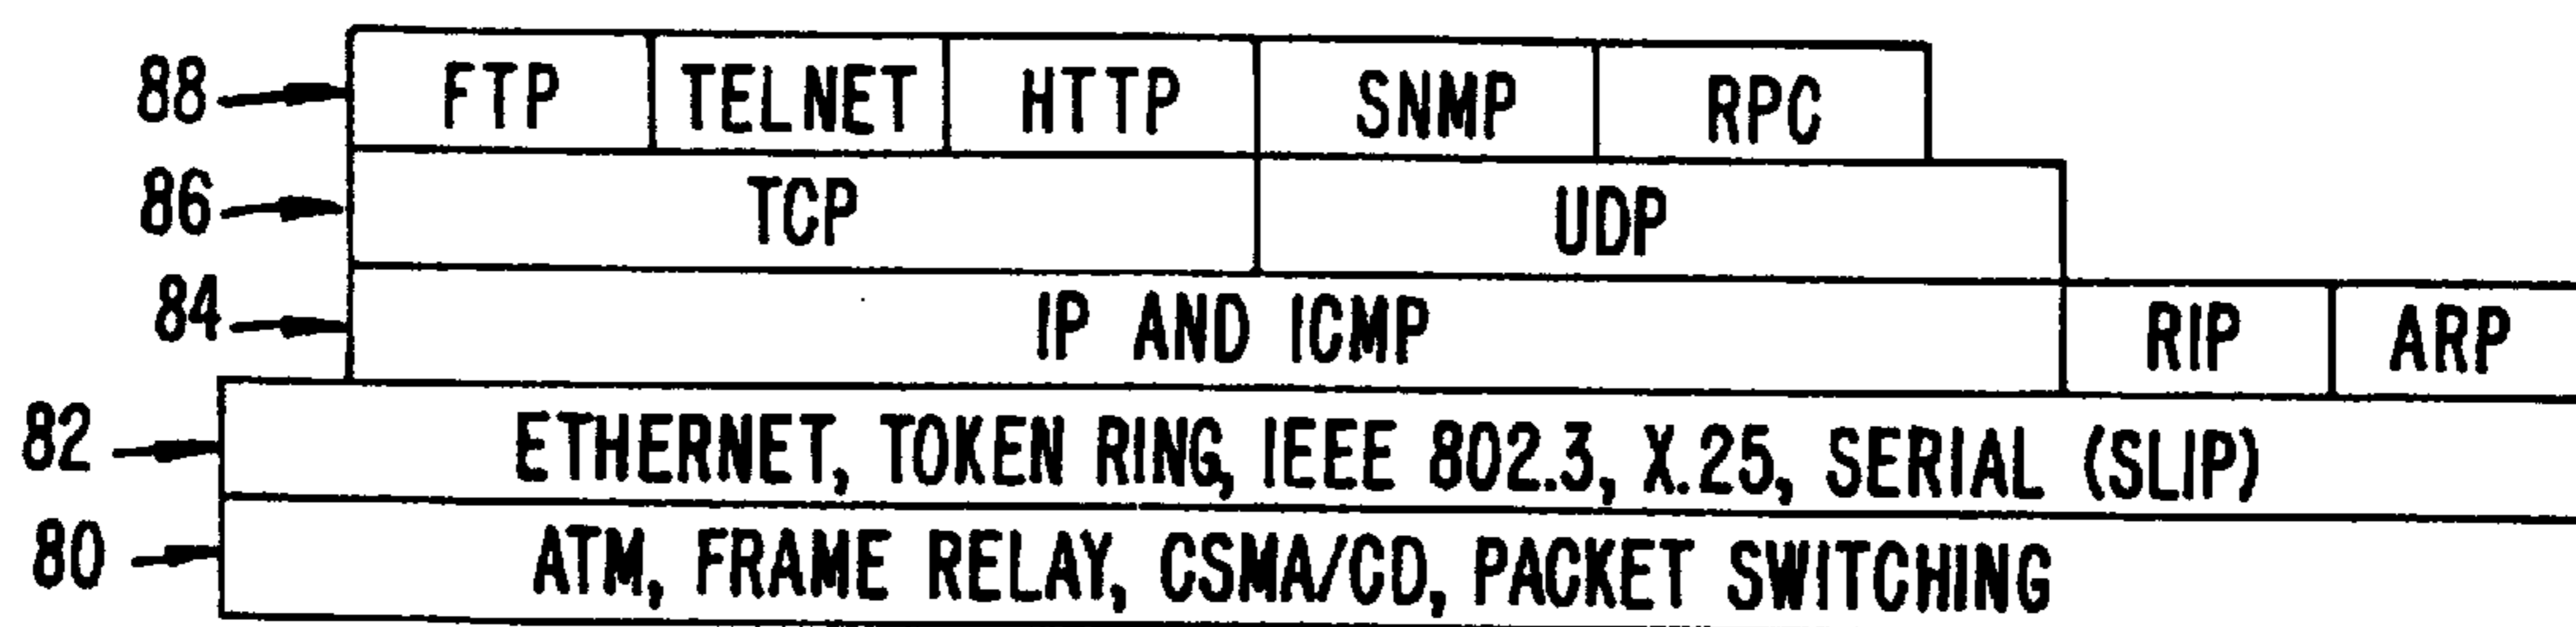 88 FTP TELNET HTTP SNMP RPC
86 TCP UDP
84 IP AND ICMP RIP ARP
82 ETHERNET, TOKEN RING, IEEE 802.3, X.25, SERIAL (SLIP)
80 ATM, FRAME RELAY, CSMA/CD, PACKET SWITCHING